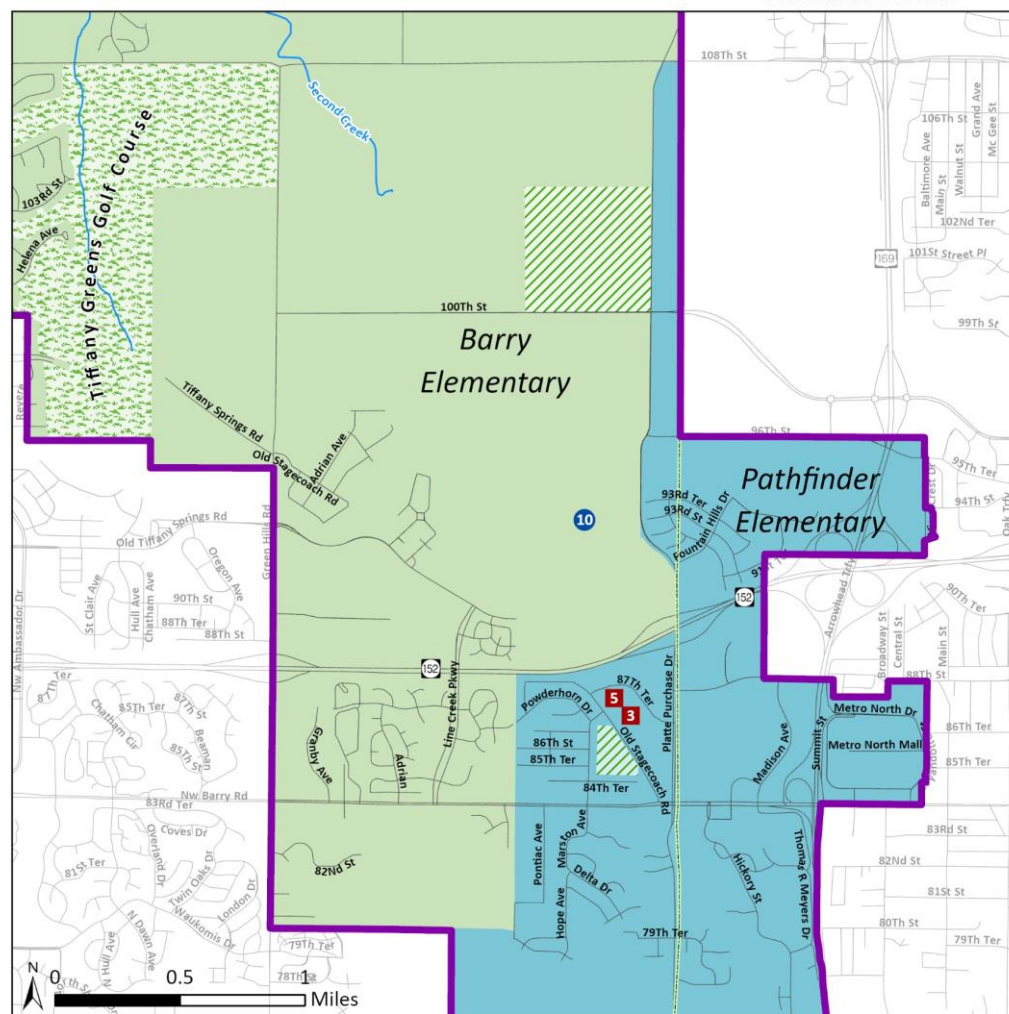 108Th St
Second Creek
Tiffany Greens Golf Course
106Th St
Grand Ave
Mc Gee St
Baltimore Ave
Main St
Walnut St
103Rd St
Helena Ave
102Nd Ter
101St Street Pl
169
100Th St
99Th St
Barry
Elementary
Revere
Tiffany Springs Rd
Adrian Ave
Old Stagecoach Rd
96Th St
95Th Ter
Crest Dr
94Th St
Oak Trfy
Pathfinder
Elementary
93Rd Ter
93Rd St
Fountain Hills Dr
10
91St Ter
Old Tiffany Springs Rd
Green Hills Rd
Oregon Ave
St Clair Ave
Hull Ave
Chatham Ave
90Th St
88Th Ter
88Th St
Nw Ambassador Dr
152
152
Arrowhead Trfy
90Th Ter
Broadway St
Central St
Main St
88Th St
Line Creek Pkwy
Platte Purchase Dr
87Th Ter
5
3
Powderhorn Dr
Old Stagecoach Rd
86Th St
85Th Ter
84Th Ter
Metro North Dr
Metro North Mall
86Th Ter
85Th Ter
Summit St
Madison Ave
87Th St
85Th Ter
Beaman
Chatham Cir
85Th St
Granby Ave
Adrian
Nw Barry Rd
83Rd Ter
Coves Dr
Overland Dr
81St Ter
Twin Oaks Dr
London Dr
Waukomis Dr
N Dawn Ave
N Hull Ave
79Th Ter
78Th St
82Nd St
Pontiac Ave
Marston Ave
Delta Dr
Hope Ave
79Th Ter
Hickory St
Thomas R Meyers Dr
83Rd St
82Nd St
81St St
80Th St
79Th Ter
N
0 0.5 1
Miles